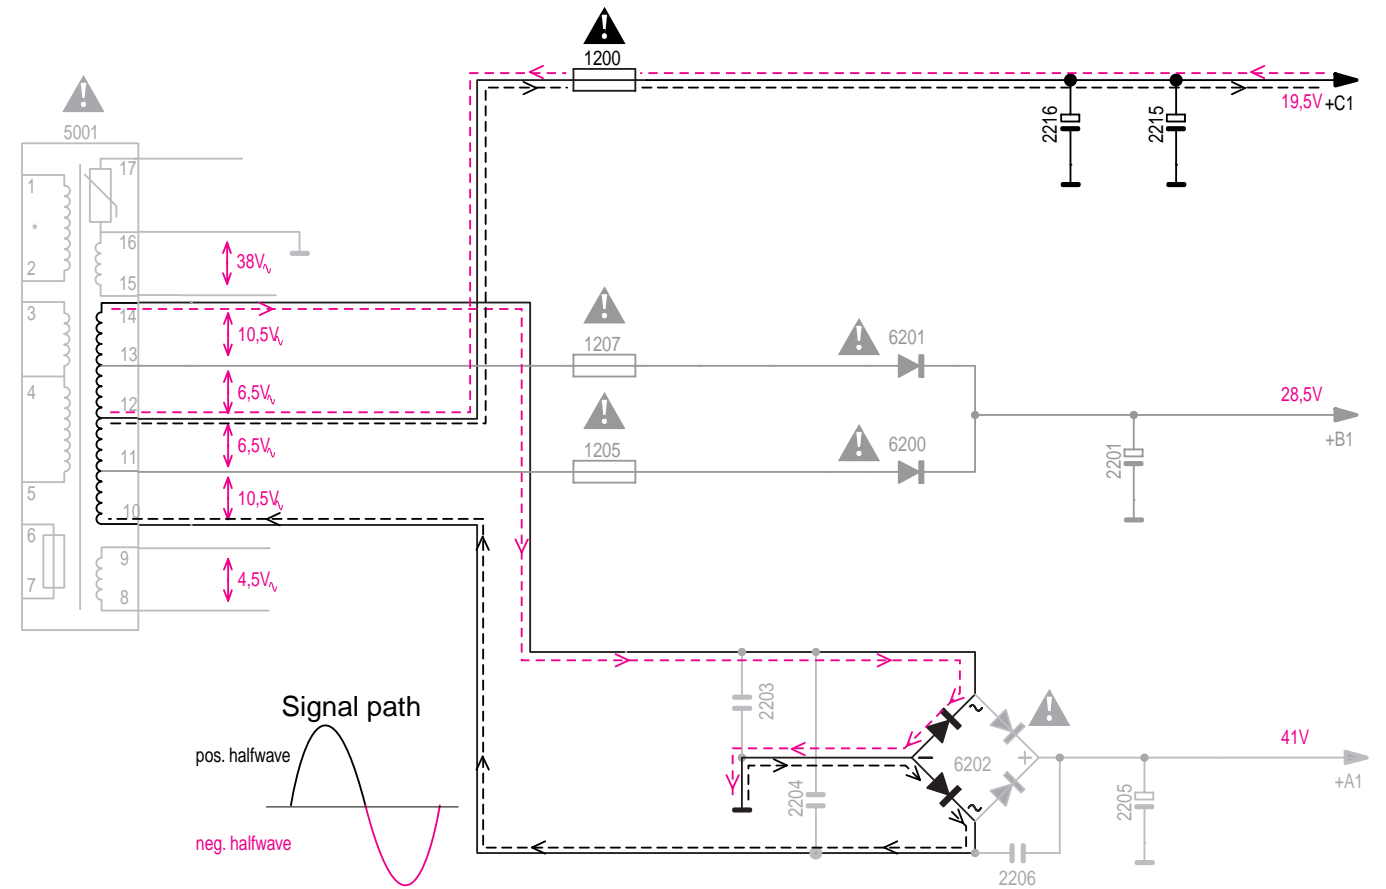 1200
19,5V
+C1
2216
2215
5001
17
1
*
16
2
15
38V
3
14
10,5V
13
1207
6201
4
6,5V
12
28,5V
+B1
6,5V
11
1205
6200
2201
5
10,5V
10
6
9
7
4,5V
8
Signal path
pos. halfwave
neg. halfwave
2203
~
41V
−
6202
+
+A1
2204
~
2205
2206